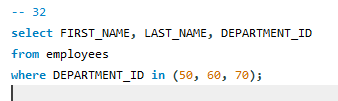 -- 32
select FIRST_NAME, LAST_NAME, DEPARTMENT_ID
from employees
where DEPARTMENT_ID in (50, 60, 70);